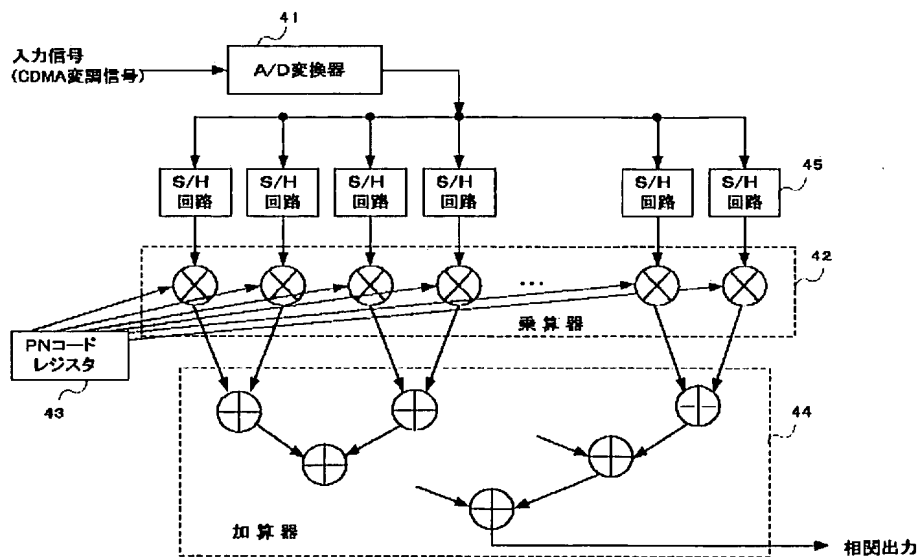 41
入力信号
(CDMA変調信号)
A/D変換器
S/H
回路
S/H
回路
S/H
回路
S/H
回路
S/H
回路
S/H
回路
45
42
...
乗算器
PNコード
レジスタ
43
44
加算器
相関出力